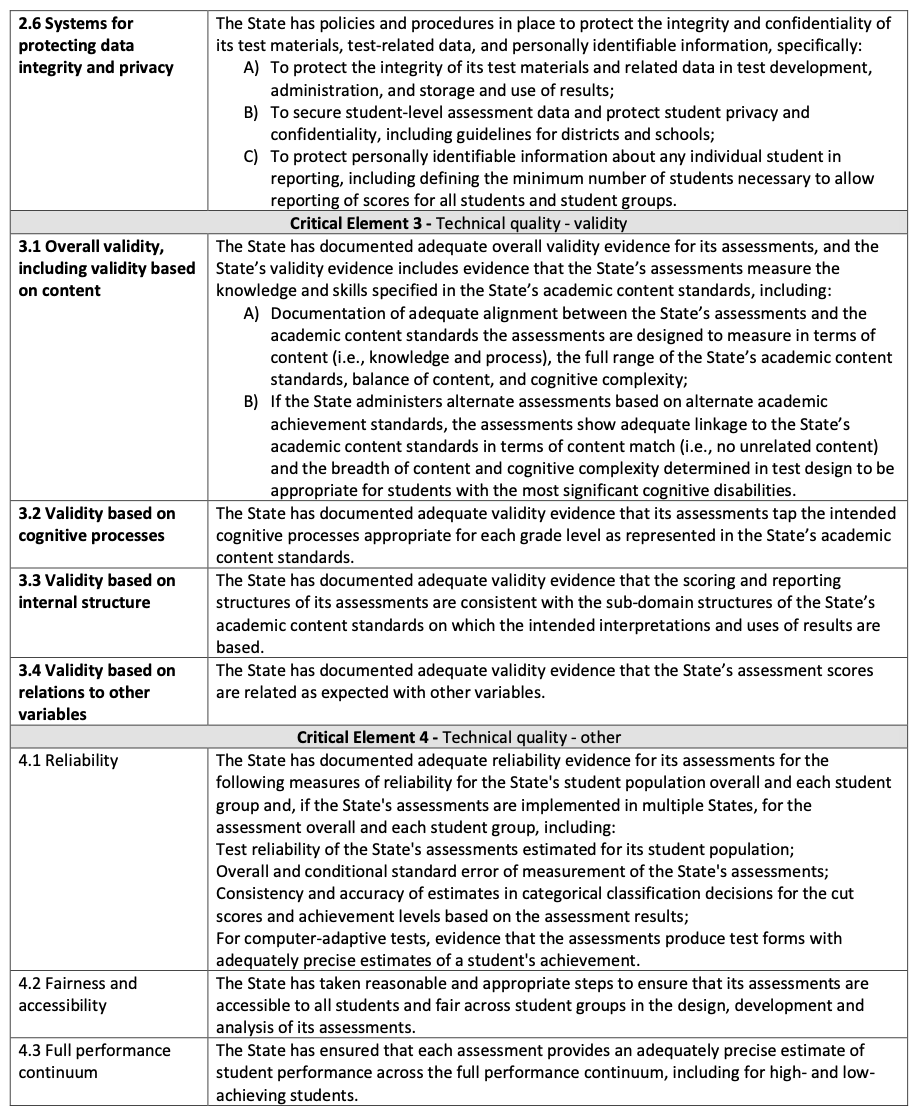 2.6 Systems for
protecting data
integrity and privacy
The State has policies and procedures in place to protect the integrity and confidentiality of
its test materials, test-related data, and personally identifiable information, specifically:
A) To protect the integrity of its test materials and related data in test development,
administration, and storage and use of results;
B) To secure student-level assessment data and protect student privacy and
confidentiality, including guidelines for districts and schools;
C) To protect personally identifiable information about any individual student in
reporting, including defining the minimum number of students necessary to allow
reporting of scores for all students and student groups.
Critical Element 3 - Technical quality - validity
3.1 Overall validity,
including validity based
on content
The State has documented adequate overall validity evidence for its assessments, and the
State’s validity evidence includes evidence that the State’s assessments measure the
knowledge and skills specified in the State’s academic content standards, including:
A) Documentation of adequate alignment between the State’s assessments and the
academic content standards the assessments are designed to measure in terms of
content (i.e., knowledge and process), the full range of the State’s academic content
standards, balance of content, and cognitive complexity;
B) If the State administers alternate assessments based on alternate academic
achievement standards, the assessments show adequate linkage to the State’s
academic content standards in terms of content match (i.e., no unrelated content)
and the breadth of content and cognitive complexity determined in test design to be
appropriate for students with the most significant cognitive disabilities.
3.2 Validity based on
cognitive processes
The State has documented adequate validity evidence that its assessments tap the intended
cognitive processes appropriate for each grade level as represented in the State’s academic
content standards.
3.3 Validity based on
internal structure
The State has documented adequate validity evidence that the scoring and reporting
structures of its assessments are consistent with the sub-domain structures of the State’s
academic content standards on which the intended interpretations and uses of results are
based.
3.4 Validity based on
relations to other
variables
The State has documented adequate validity evidence that the State’s assessment scores
are related as expected with other variables.
Critical Element 4 - Technical quality - other
4.1 Reliability
The State has documented adequate reliability evidence for its assessments for the
following measures of reliability for the State's student population overall and each student
group and, if the State's assessments are implemented in multiple States, for the
assessment overall and each student group, including:
Test reliability of the State's assessments estimated for its student population;
Overall and conditional standard error of measurement of the State's assessments;
Consistency and accuracy of estimates in categorical classification decisions for the cut
scores and achievement levels based on the assessment results;
For computer-adaptive tests, evidence that the assessments produce test forms with
adequately precise estimates of a student's achievement.
4.2 Fairness and
accessibility
The State has taken reasonable and appropriate steps to ensure that its assessments are
accessible to all students and fair across student groups in the design, development and
analysis of its assessments.
4.3 Full performance
continuum
The State has ensured that each assessment provides an adequately precise estimate of
student performance across the full performance continuum, including for high- and low-
achieving students.